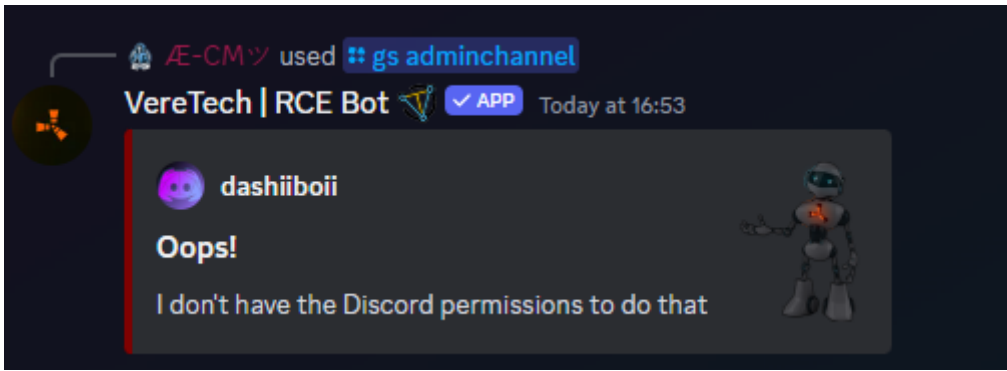 Æ-CMツ used gs adminchannel
VereTech | RCE Bot ✓ APP Today at 16:53
dashiiboii
Oops!
I don't have the Discord permissions to do that